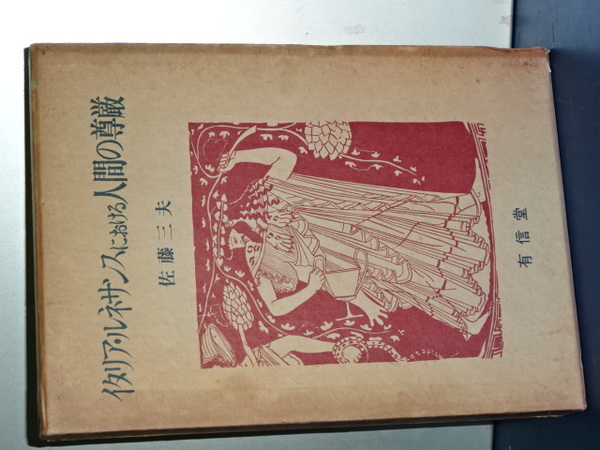 イタリア・ルネサンスにおける人間の尊厳
佐藤三夫
有信堂